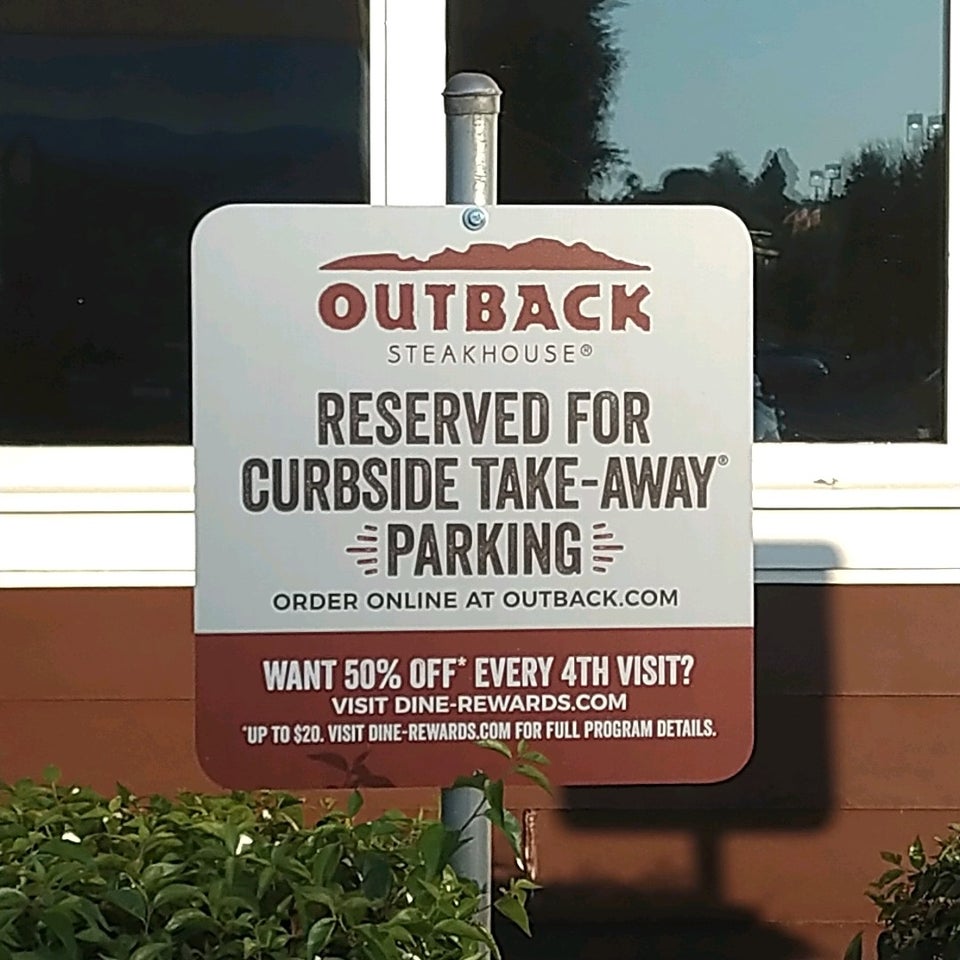 OUTBACK
STEAKHOUSE®
RESERVED FOR
CURBSIDE TAKE-AWAY®
PARKING
ORDER ONLINE AT OUTBACK.COM
WANT 50% OFF* EVERY 4TH VISIT?
VISIT DINE-REWARDS.COM
*UP TO $20. VISIT DINE-REWARDS.COM FOR FULL PROGRAM DETAILS.